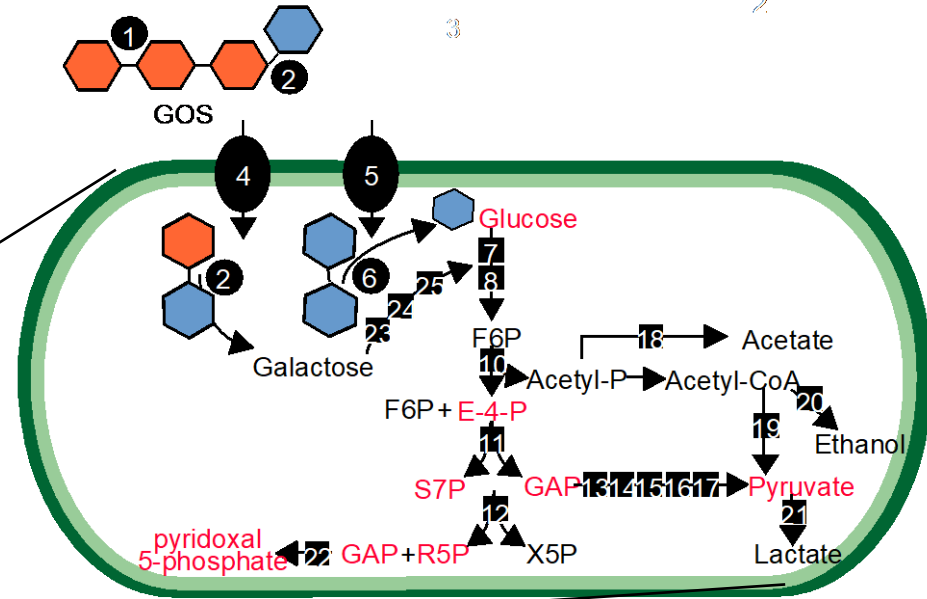 2
3
1
2
GOS
4
5
Glucose
7
8
2
6
25
24
23
F6P
18
Acetate
Galactose
10
Acetyl-P
Acetyl-CoA
20
F6P + E-4-P
19
Ethanol
11
S7P
GAP
13 14 15 16 17
Pyruvate
12
21
pyridoxal
5-phosphate
22
GAP + R5P
X5P
Lactate